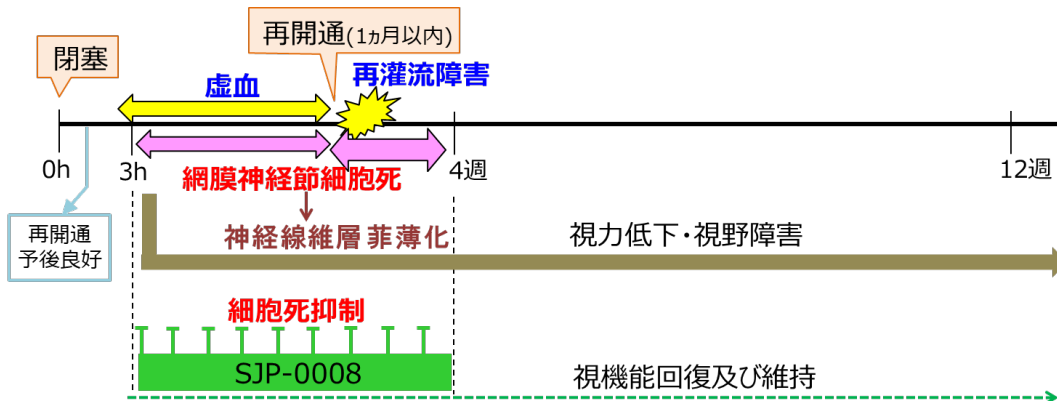 再開通(1ヵ月以内)
閉塞
虚血
再灌流障害
0h
3h
4週
12週
網膜神経節細胞死
再開通
予後良好
神経線維層菲薄化
視力低下・視野障害
細胞死抑制
SJP-0008
視機能回復及び維持